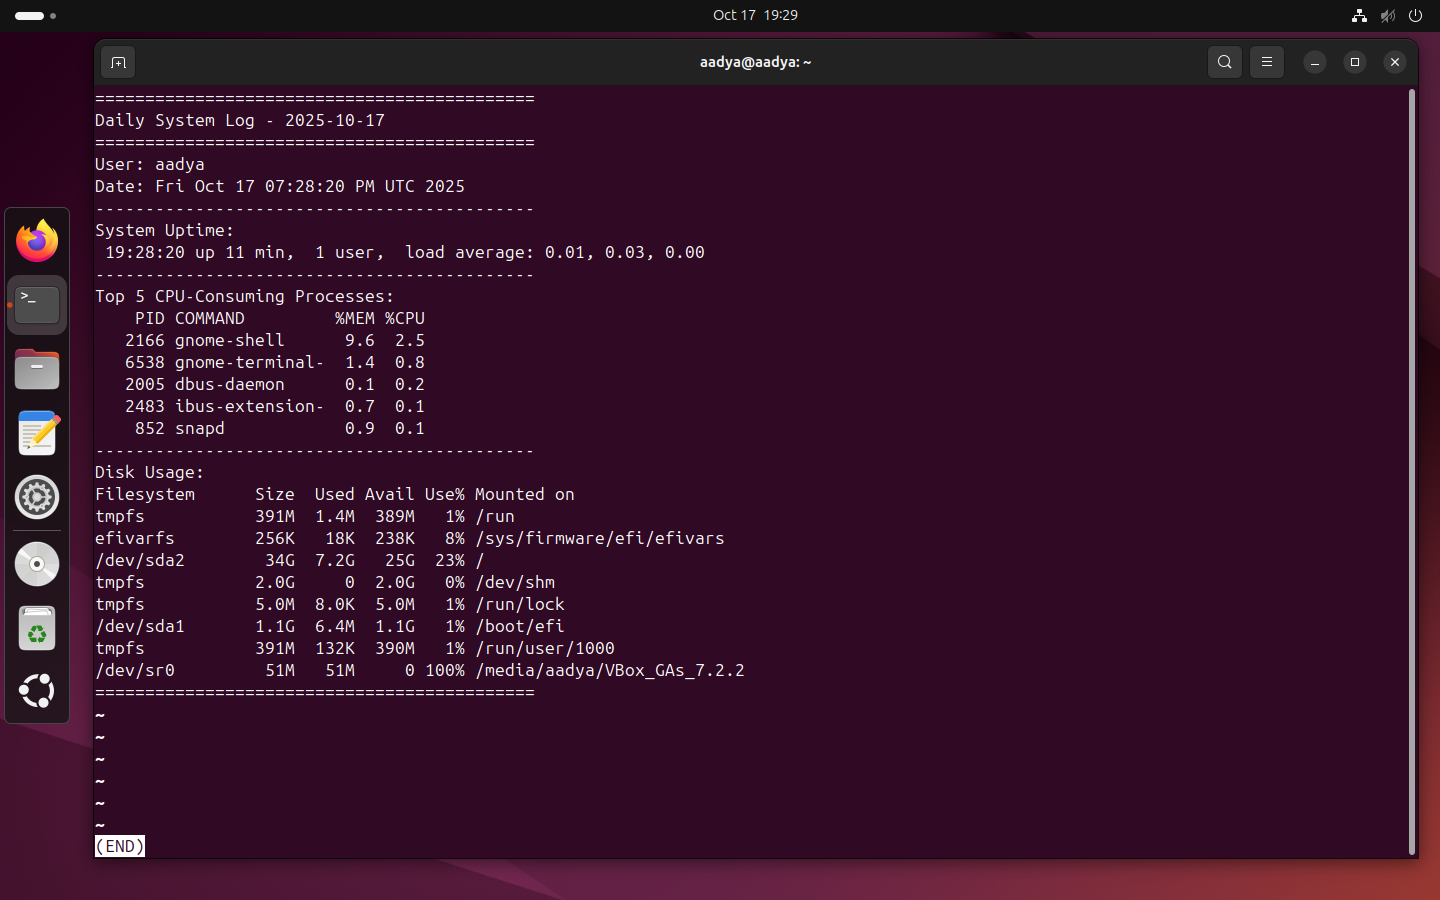 Oct 17  19:29
aadya@aadya: ~
============================================
Daily System Log - 2025-10-17
============================================
User: aadya
Date: Fri Oct 17 07:28:20 PM UTC 2025
--------------------------------------------
System Uptime:
 19:28:20 up 11 min,  1 user,  load average: 0.01, 0.03, 0.00
--------------------------------------------
Top 5 CPU-Consuming Processes:
    PID COMMAND         %MEM %CPU
   2166 gnome-shell      9.6  2.5
   6538 gnome-terminal-  1.4  0.8
   2005 dbus-daemon      0.1  0.2
   2483 ibus-extension-  0.7  0.1
    852 snapd            0.9  0.1
--------------------------------------------
Disk Usage:
Filesystem      Size  Used Avail Use% Mounted on
tmpfs           391M  1.4M  389M   1% /run
efivarfs        256K   18K  238K   8% /sys/firmware/efi/efivars
/dev/sda2        34G  7.2G   25G  23% /
tmpfs           2.0G     0  2.0G   0% /dev/shm
tmpfs           5.0M  8.0K  5.0M   1% /run/lock
/dev/sda1       1.1G  6.4M  1.1G   1% /boot/efi
tmpfs           391M  132K  390M   1% /run/user/1000
/dev/sr0         51M   51M     0 100% /media/aadya/VBox_GAs_7.2.2
============================================
~
~
~
~
~
~
(END)